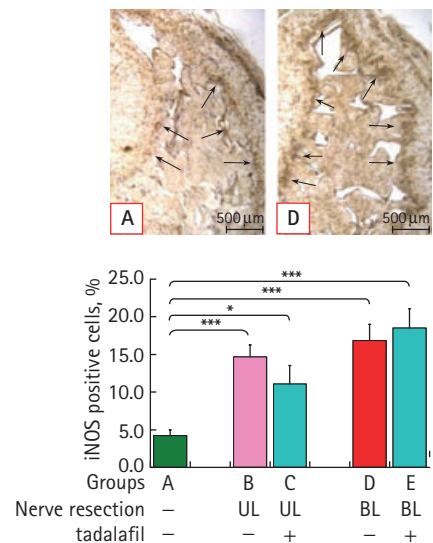 A
500 µm
D
500 µm
iNOS positive cells, %
25.0
20.0
15.0
10.0
5.0
0.0
***
***
*
***
Groups A B C D E
Nerve resection – UL UL BL BL
tadalafil – – + – +